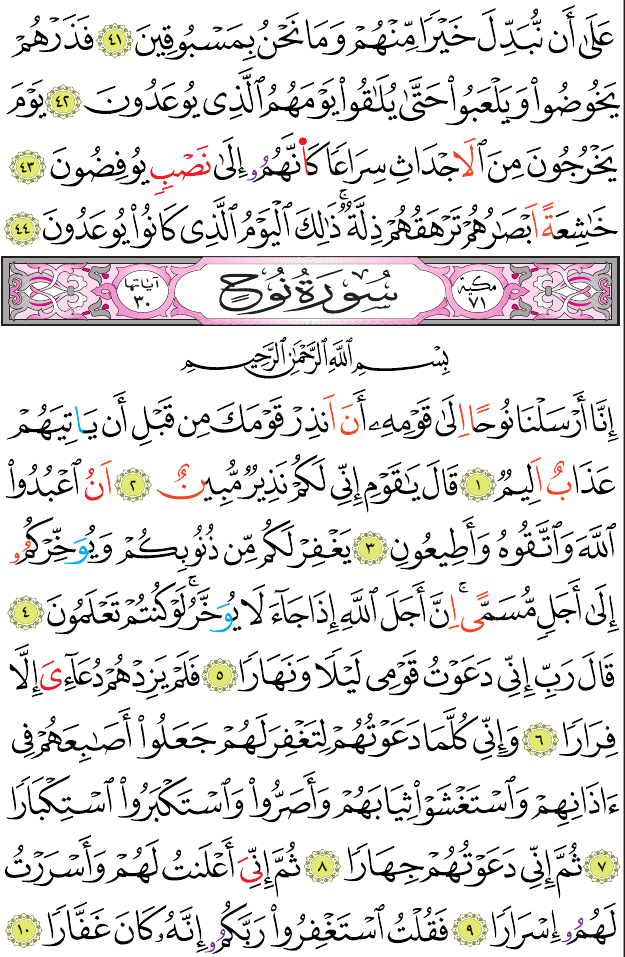 عَلَىٰ أَن نُّبَدِّلَ خَيْرًا مِّنْهُمْ وَمَا نَحْنُ بِمَسْبُوقِينَ ٤١ فَذَرْهُمْ
يَخُوضُوا۟ وَيَلْعَبُوا۟ حَتَّىٰ يُلَٰقُوا۟ يَوْمَهُمُ ٱلَّذِى يُوعَدُونَ ٤٢ يَوْمَ
يَخْرُجُونَ مِنَ ٱلَاجْدَاثِ سِرَاعًا كَأَنَّهُمُۥ إِلَىٰ نَصْبٍ يُوفِضُونَ ٤٣
خَٰشِعَةً اَبْصَٰرُهُمْ تَرْهَقُهُمْ ذِلَّةٌ ۚ ذَٰلِكَ ٱلْيَوْمُ ٱلَّذِى كَانُوا۟ يُوعَدُونَ ٤٤
مكية ٧١ سُورَةُ نُوحٍ آياتها ٣٠
بِسْمِ ٱللَّهِ ٱلرَّحْمَٰنِ ٱلرَّحِيمِ
إِنَّا أَرْسَلْنَا نُوحًا اِلَىٰ قَوْمِهِۦ أَنَ اَنذِرْ قَوْمَكَ مِن قَبْلِ أَن يَاتِيَهُمْ
عَذَابٌ اَلِيمٌ ١ قَالَ يَٰقَوْمِ إِنِّى لَكُمْ نَذِيرٌ مُّبِينٌ ٢ اَنُ ٱعْبُدُوا۟
ٱللَّهَ وَٱتَّقُوهُ وَأَطِيعُونِ ٣ يَغْفِرْ لَكُم مِّن ذُنُوبِكُمْ وَيُوَخِّرْكُمُۥ
إِلَىٰ أَجَلٍ مُّسَمًّى ۚ اِنَّ أَجَلَ ٱللَّهِ إِذَا جَآءَ لَا يُوَخَّرُ ۚ لَوْ كُنتُمْ تَعْلَمُونَ ٤
قَالَ رَبِّ إِنِّى دَعَوْتُ قَوْمِى لَيْلًا وَنَهَارًا ٥ فَلَمْ يَزِدْهُمْ دُعَآءِىَ إِلَّا
فِرَارًا ٦ وَإِنِّى كُلَّمَا دَعَوْتُهُمْ لِتَغْفِرَ لَهُمْ جَعَلُوا۟ أَصَٰبِعَهُمْ فِى
ءَاذَانِهِمْ وَٱسْتَغْشَوْا۟ ثِيَابَهُمْ وَأَصَرُّوا۟ وَٱسْتَكْبَرُوا۟ ٱسْتِكْبَارًا
٧ ثُمَّ إِنِّى دَعَوْتُهُمْ جِهَارًا ٨ ثُمَّ إِنِّىَ أَعْلَنتُ لَهُمْ وَأَسْرَرْتُ
لَهُمُۥ إِسْرَارًا ٩ فَقُلْتُ ٱسْتَغْفِرُوا۟ رَبَّكُمُۥ إِنَّهُۥ كَانَ غَفَّارًا ١٠